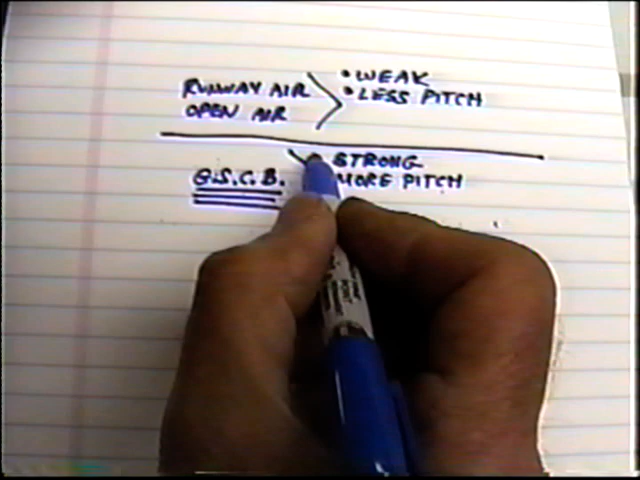 RUNWAY AIR
OPEN AIR
• WEAK
• LESS PITCH
G.S.C.B.
STRONG
MORE PITCH